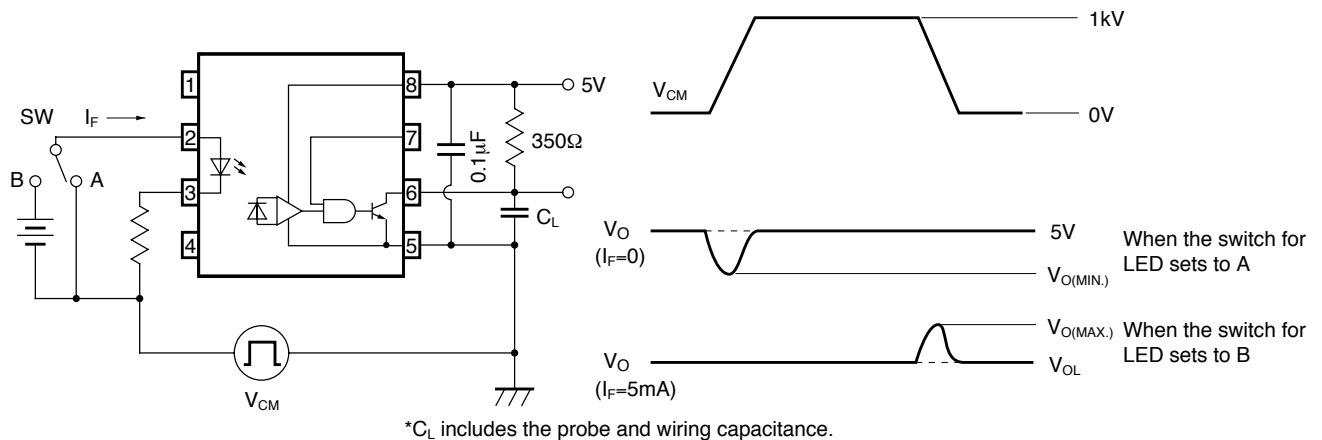 SW
I_F
B
A
1
2
3
4
8
7
6
5
5V
0.1μF
350Ω
C_L
V_CM
V_CM
1kV
0V
V_O
(I_F=0)
5V
V_O(MIN.)
When the switch for
LED sets to A
V_O
(I_F=5mA)
V_O(MAX.)
V_OL
When the switch for
LED sets to B
*C_L includes the probe and wiring capacitance.